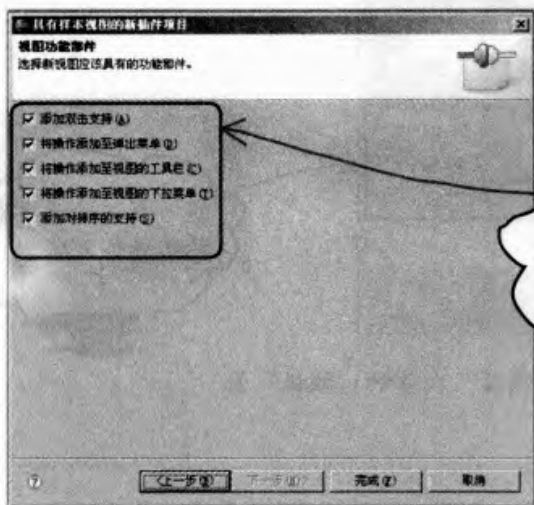 具有样本视图的新插件项目
视图功能部件
选择新视图应该具有的功能部件。
添加双击支持(A)
将操作添加至弹出菜单(D)
将操作添加至视图的工具栏(C)
将操作添加至视图的下拉菜单(T)
添加对排序的支持(S)
<上一步(B) 下一步(N)> 完成(F) 取消